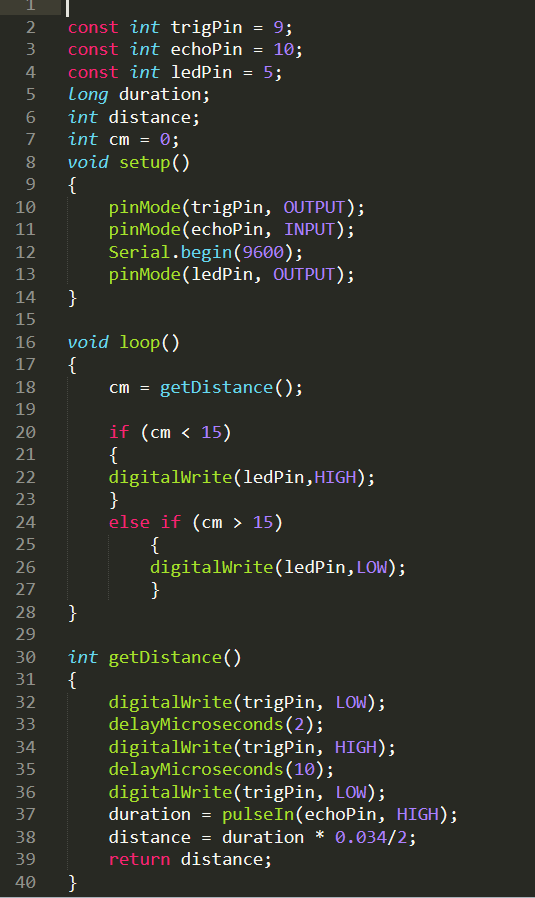 1
2 const int trigPin = 9;
3 const int echoPin = 10;
4 const int ledPin = 5;
5 long duration;
6 int distance;
7 int cm = 0;
8 void setup()
9 {
10     pinMode(trigPin, OUTPUT);
11     pinMode(echoPin, INPUT);
12     Serial.begin(9600);
13     pinMode(ledPin, OUTPUT);
14 }
15
16 void loop()
17 {
18     cm = getDistance();
19
20     if (cm < 15)
21     {
22     digitalWrite(ledPin,HIGH);
23     }
24     else if (cm > 15)
25         {
26         digitalWrite(ledPin,LOW);
27         }
28 }
29
30 int getDistance()
31 {
32     digitalWrite(trigPin, LOW);
33     delayMicroseconds(2);
34     digitalWrite(trigPin, HIGH);
35     delayMicroseconds(10);
36     digitalWrite(trigPin, LOW);
37     duration = pulseIn(echoPin, HIGH);
38     distance = duration * 0.034/2;
39     return distance;
40 }